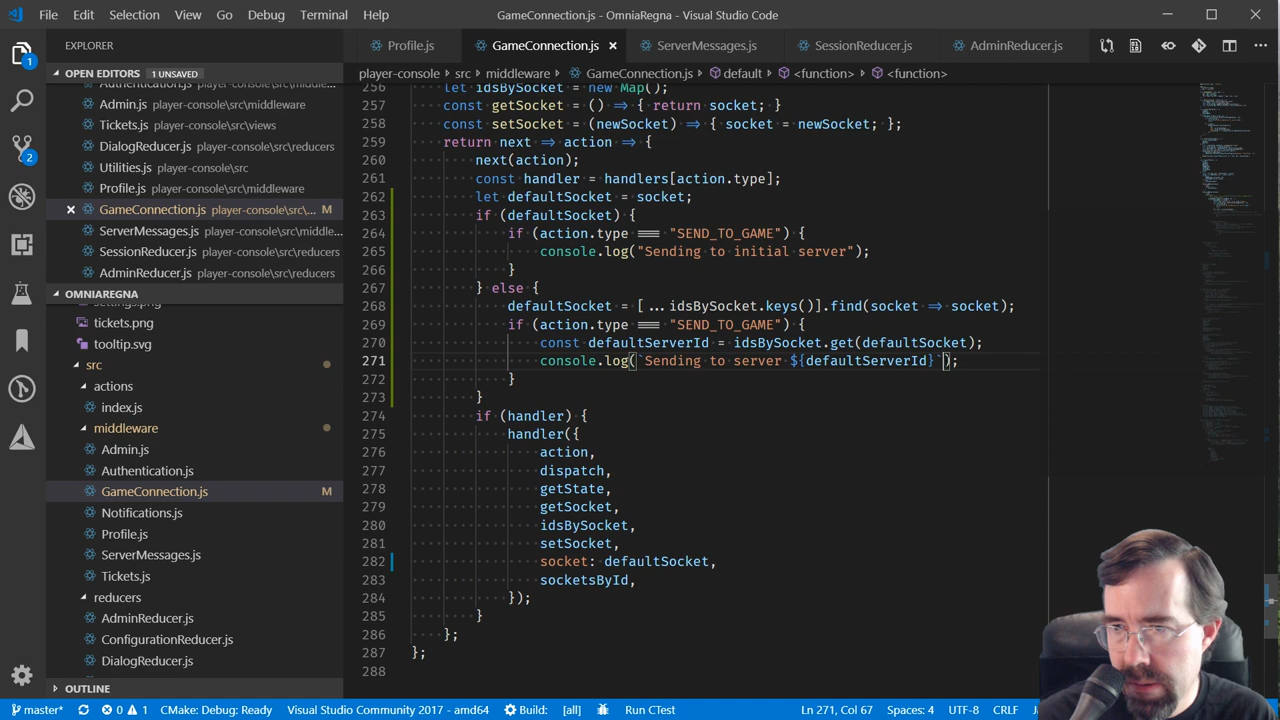 File Edit Selection View Go Debug Terminal Help
GameConnection.js - OmniaRegna - Visual Studio Code
EXPLORER
Profile.js
GameConnection.js ×
ServerMessages.js
SessionReducer.js
AdminReducer.js
OPEN EDITORS 1 UNSAVED
Admin.js player-console\src\middleware
Tickets.js player-console\src\views
DialogReducer.js player-console\src\reducers
Utilities.js player-console\src
Profile.js player-console\src\middleware
× GameConnection.js player-console\src\... M
ServerMessages.js player-console\src\middle...
SessionReducer.js player-console\src\reducers
AdminReducer.js player-console\src\reducers
OMNIAREGNA
settings.png
tickets.png
tooltip.svg
src
actions
index.js
middleware
Admin.js
Authentication.js
GameConnection.js M
Notifications.js
Profile.js
ServerMessages.js
Tickets.js
reducers
AdminReducer.js
ConfigurationReducer.js
DialogReducer.js
OUTLINE
player-console › src › middleware › GameConnection.js › default › <function> › <function>
256 let idsBySocket = new Map();
257 const getSocket = () => { return socket; }
258 const setSocket = (newSocket) => { socket = newSocket; };
259 return next => action => {
260 next(action);
261 const handler = handlers[action.type];
262 let defaultSocket = socket;
263 if (defaultSocket) {
264 if (action.type === "SEND_TO_GAME") {
265 console.log("Sending to initial server");
266 }
267 } else {
268 defaultSocket = [...idsBySocket.keys()].find(socket => socket);
269 if (action.type === "SEND_TO_GAME") {
270 const defaultServerId = idsBySocket.get(defaultSocket);
271 console.log(`Sending to server ${defaultServerId}`);
272 }
273 }
274 if (handler) {
275 handler({
276 action,
277 dispatch,
278 getState,
279 getSocket,
280 idsBySocket,
281 setSocket,
282 socket: defaultSocket,
283 socketsById,
284 });
285 }
286 };
287 };
288
master* 0 1 CMake: Debug: Ready Visual Studio Community 2017 - amd64 Build: [all] Run CTest Ln 271, Col 67 Spaces: 4 UTF-8 CRLF